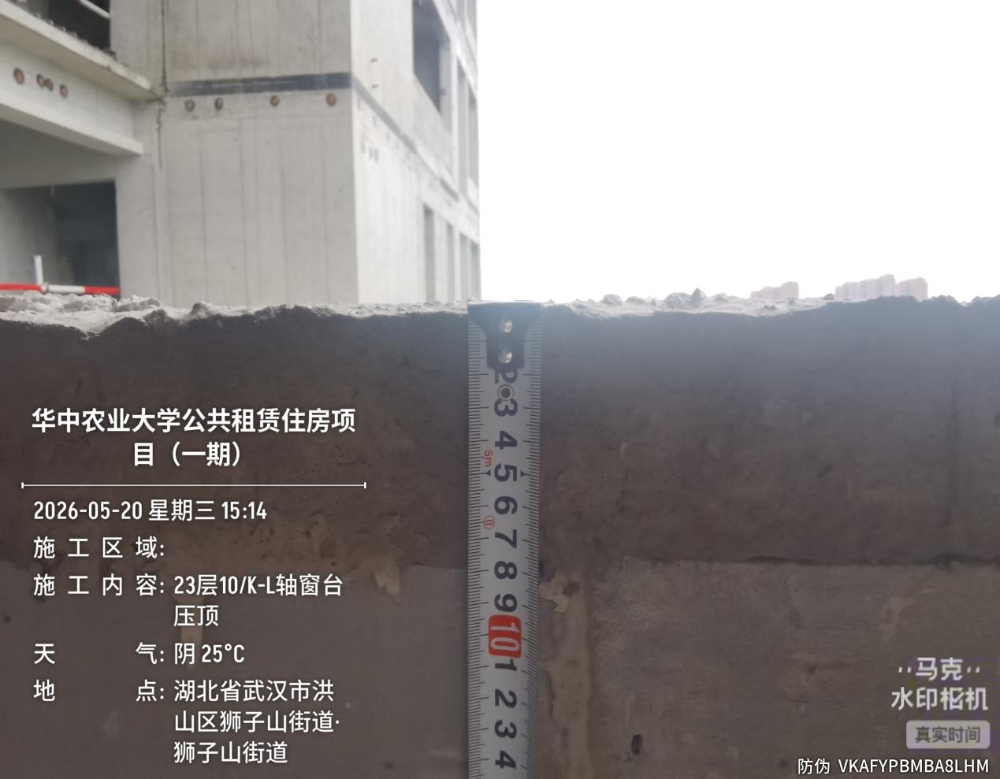 华中农业大学公共租赁住房项
目（一期）
2026-05-20 星期三 15:14
施工区域:
施工内容: 23层10/K-L轴窗台
压顶
天气: 阴 25°C
地点: 湖北省武汉市洪
山区狮子山街道·
狮子山街道
2
3
4
5m
5
6
7
8
9
10
1
2
3
4
马克
水印相机
真实时间
防伪 VKAFYPBMBA8LHM